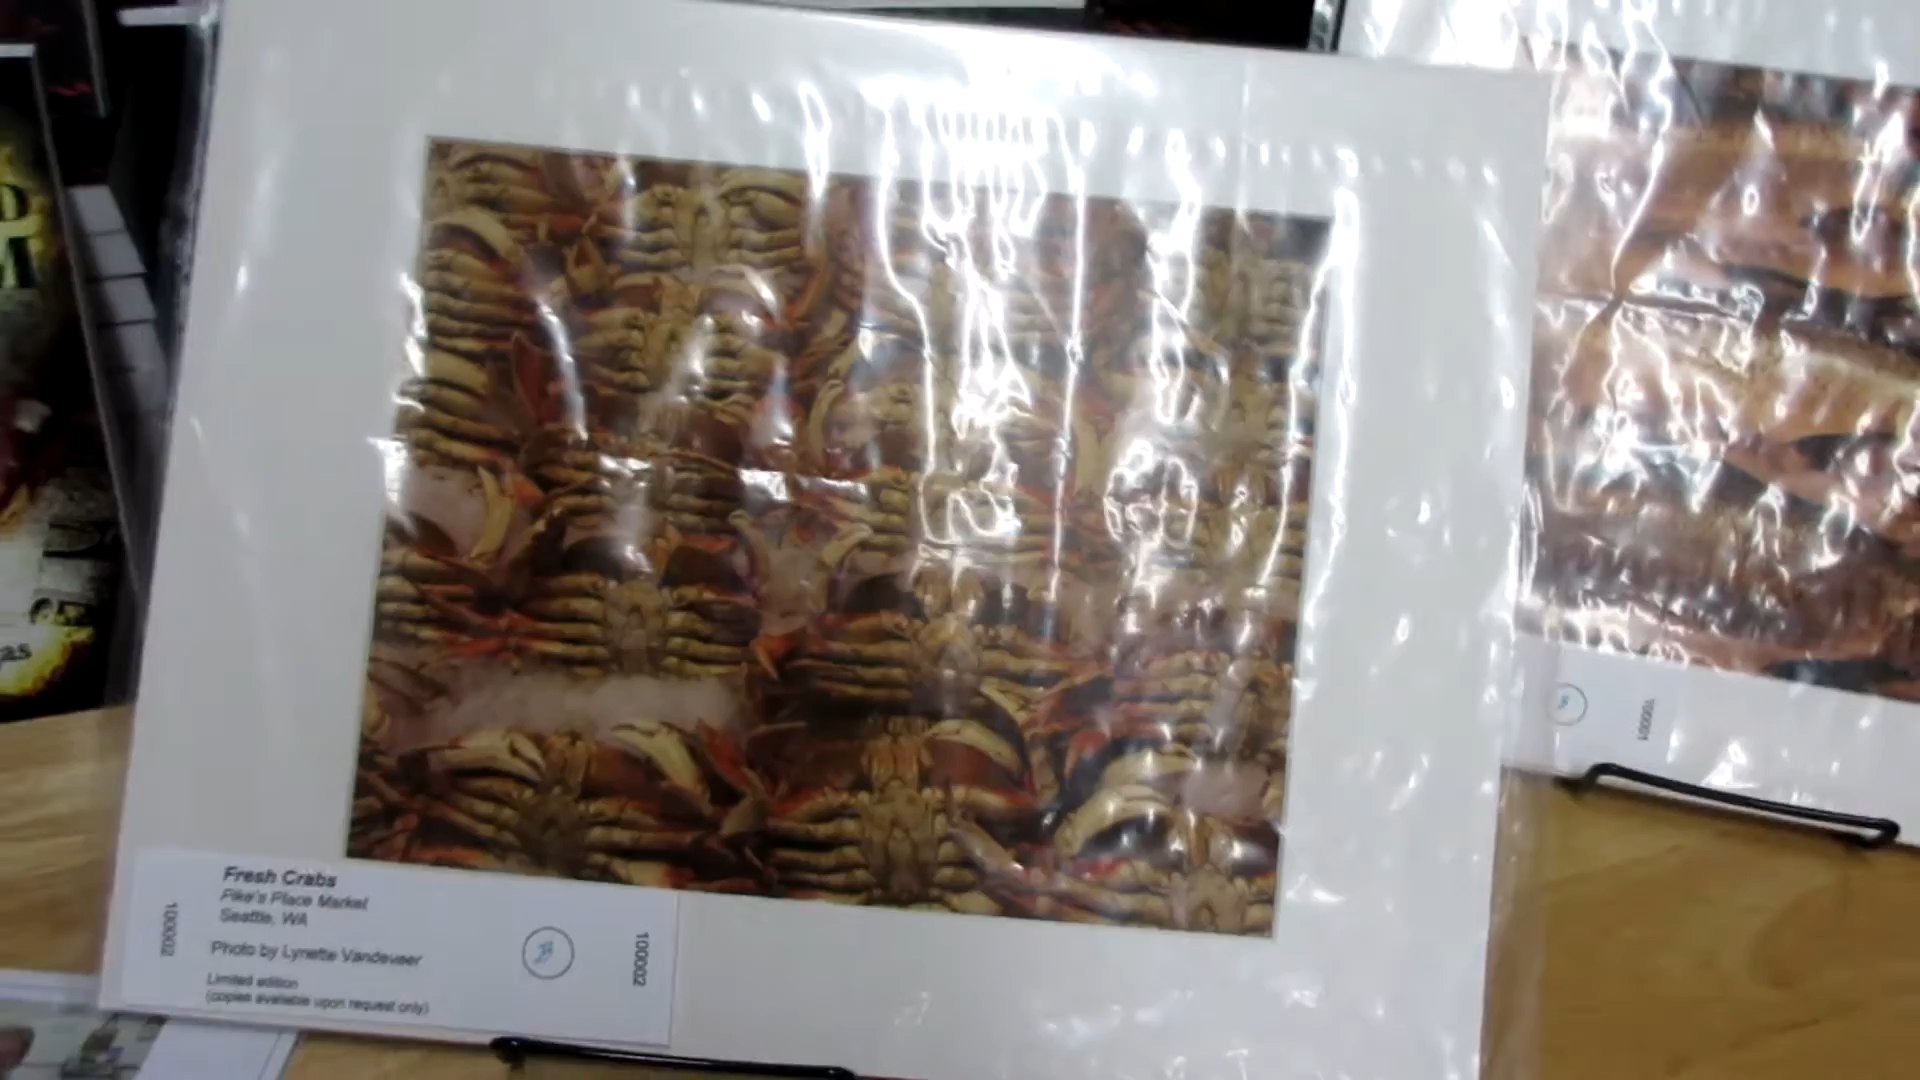 Fresh Crabs
Pike's Place Market
Seattle, WA
Photo by Lynette Vandeveer
Limited edition
(copies available upon request only)
100002
100002
100001